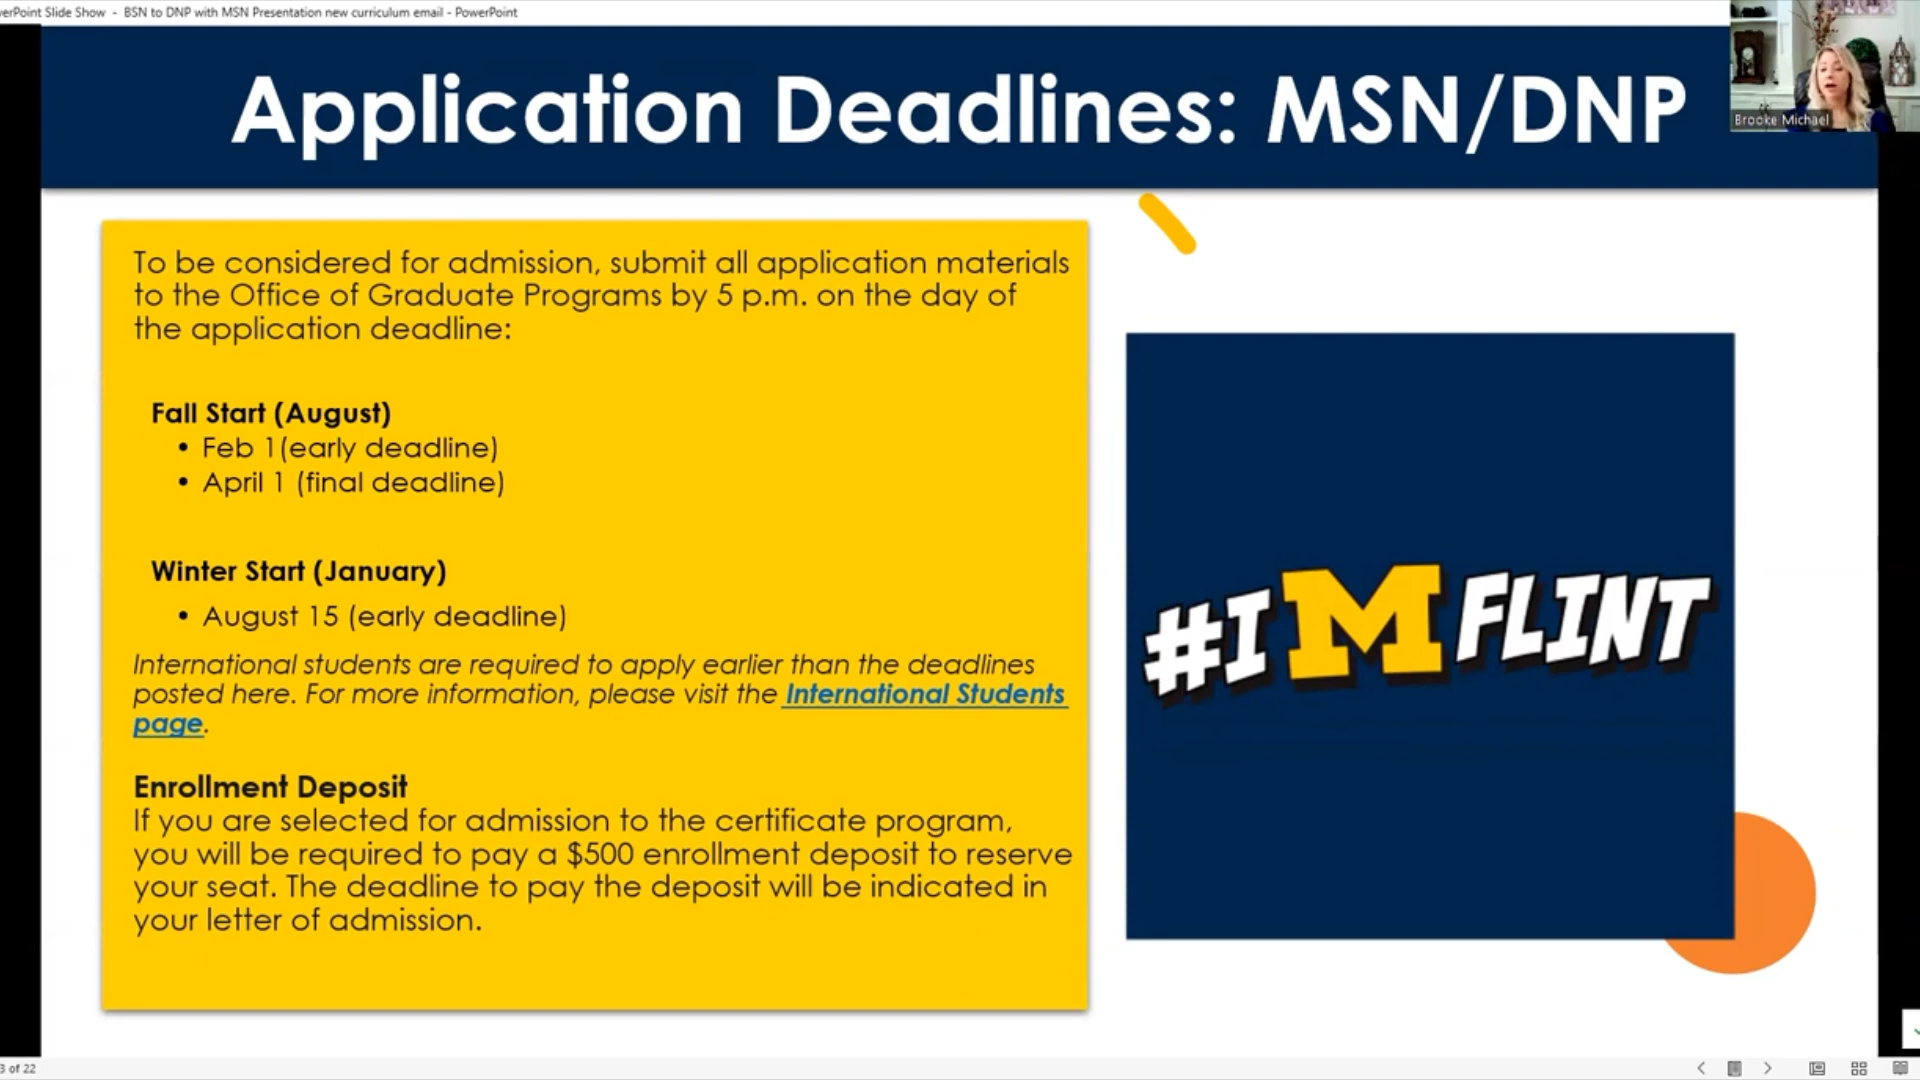 PowerPoint Slide Show - BSN to DNP with MSN Presentation new curriculum email - PowerPoint
Application Deadlines: MSN/DNP
Brooke Michael
To be considered for admission, submit all application materials
to the Office of Graduate Programs by 5 p.m. on the day of
the application deadline:
Fall Start (August)
• Feb 1(early deadline)
• April 1 (final deadline)
Winter Start (January)
• August 15 (early deadline)
International students are required to apply earlier than the deadlines
posted here. For more information, please visit the International Students
page.
Enrollment Deposit
If you are selected for admission to the certificate program,
you will be required to pay a $500 enrollment deposit to reserve
your seat. The deadline to pay the deposit will be indicated in
your letter of admission.
#I M FLINT
3 of 22